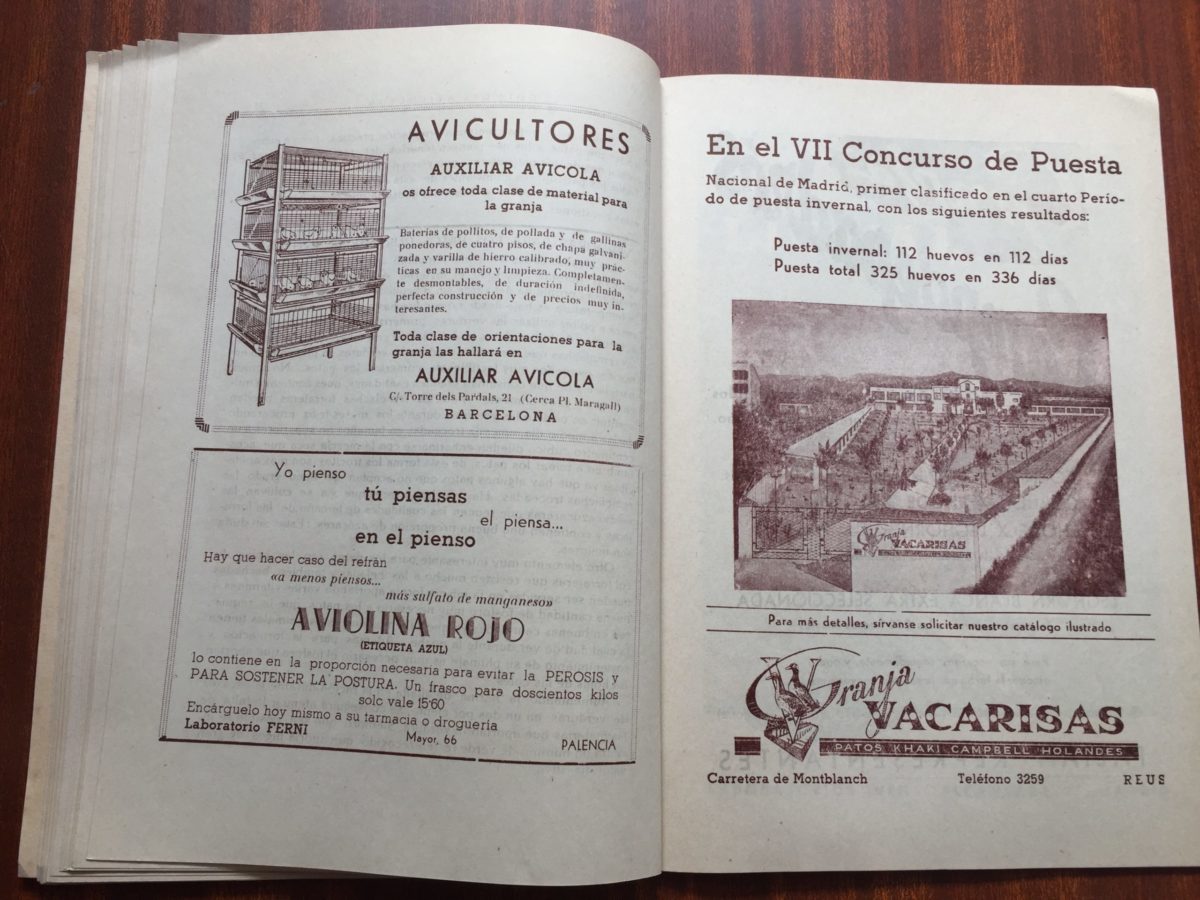 AVICULTORES
AUXILIAR AVICOLA
os ofrece toda clase de material para
la granja
Baterías de pollitos, de pollada y de gallinas
ponedoras, de cuatro pisos, de chapa galvani-
zada y varilla de hierro calibrado, muy prác-
ticas en su manejo y limpieza. Completamen-
te desmontables, de duración indefinida,
perfecta construcción y de precios muy in-
teresantes.
Toda clase de orientaciones para la
granja las hallará en
AUXILIAR AVICOLA
C/. Torre dels Pardals, 21 (Cerca Pl. Maragall)
BARCELONA
Yo pienso
tú piensas
el piensa...
en el pienso
Hay que hacer caso del refrán
«a menos piensos...
más sulfato de manganeso»
AVIOLINA ROJO
(ETIQUETA AZUL)
lo contiene en la proporción necesaria para evitar la PEROSIS y
PARA SOSTENER LA POSTURA. Un frasco para doscientos kilos
solo vale 15'60
Encárguelo hoy mismo a su farmacia o droguería
Laboratorio FERNI
Mayor, 66
PALENCIA
En el VII Concurso de Puesta
Nacional de Madrid, primer clasificado en el cuarto Perío-
do de puesta invernal, con los siguientes resultados:
Puesta invernal: 112 huevos en 112 días
Puesta total 325 huevos en 336 días
Granja
VACARISAS
Para más detalles, sírvanse solicitar nuestro catálogo ilustrado
Granja
VACARISAS
PATOS KHAKI CAMPBELL HOLANDES
Carretera de Montblanch Teléfono 3259 REUS